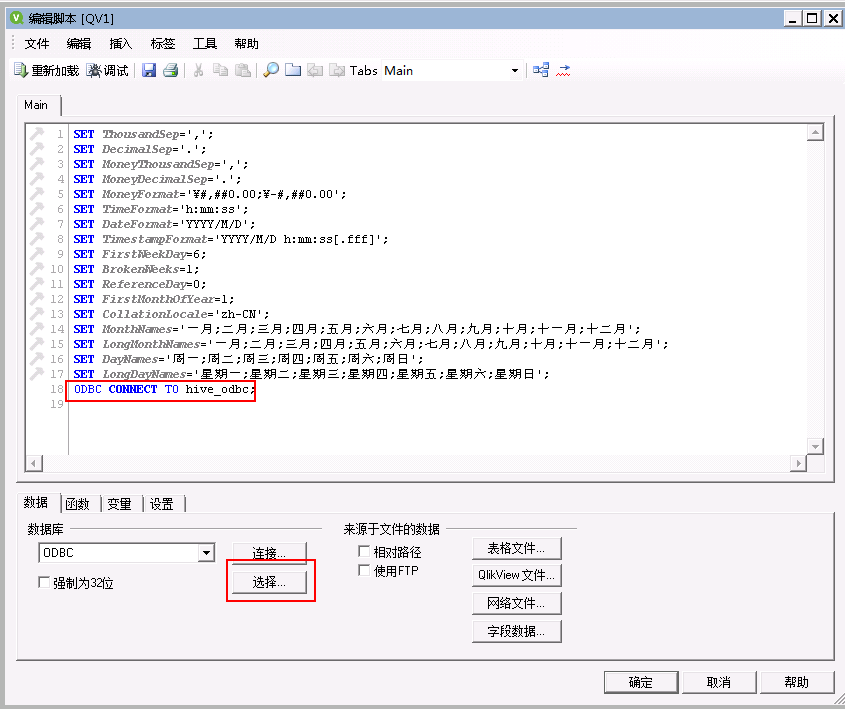 编辑脚本 [QV1]
文件 编辑 插入 标签 工具 帮助
重新加载 调试 Tabs Main
Main
1 SET ThousandSep=',';
2 SET DecimalSep='.';
3 SET MoneyThousandSep=',';
4 SET MoneyDecimalSep='.';
5 SET MoneyFormat='¥#,##0.00;¥-#,##0.00';
6 SET TimeFormat='h:mm:ss';
7 SET DateFormat='YYYY/M/D';
8 SET TimestampFormat='YYYY/M/D h:mm:ss[.fff]';
9 SET FirstWeekDay=6;
10 SET BrokenWeeks=1;
11 SET ReferenceDay=0;
12 SET FirstMonthOfYear=1;
13 SET CollationLocale='zh-CN';
14 SET MonthNames='一月;二月;三月;四月;五月;六月;七月;八月;九月;十月;十一月;十二月';
15 SET LongMonthNames='一月;二月;三月;四月;五月;六月;七月;八月;九月;十月;十一月;十二月';
16 SET DayNames='周一;周二;周三;周四;周五;周六;周日';
17 SET LongDayNames='星期一;星期二;星期三;星期四;星期五;星期六;星期日';
18 ODBC CONNECT TO hive_odbc;
19
数据 函数 变量 设置
数据库 来源于文件的数据
ODBC 连接... 相对路径 表格文件...
强制为32位 选择... 使用FTP QlikView 文件...
网络文件...
字段数据...
确定 取消 帮助